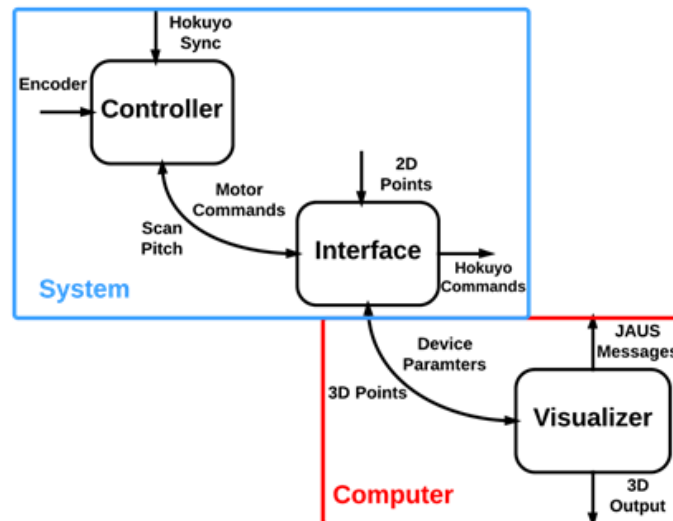 Hokuyo
Sync
Encoder
Controller
Motor
Commands
Scan
Pitch
2D
Points
Interface
Hokuyo
Commands
System
Device
Paramters
3D Points
JAUS
Messages
Visualizer
Computer
3D
Output